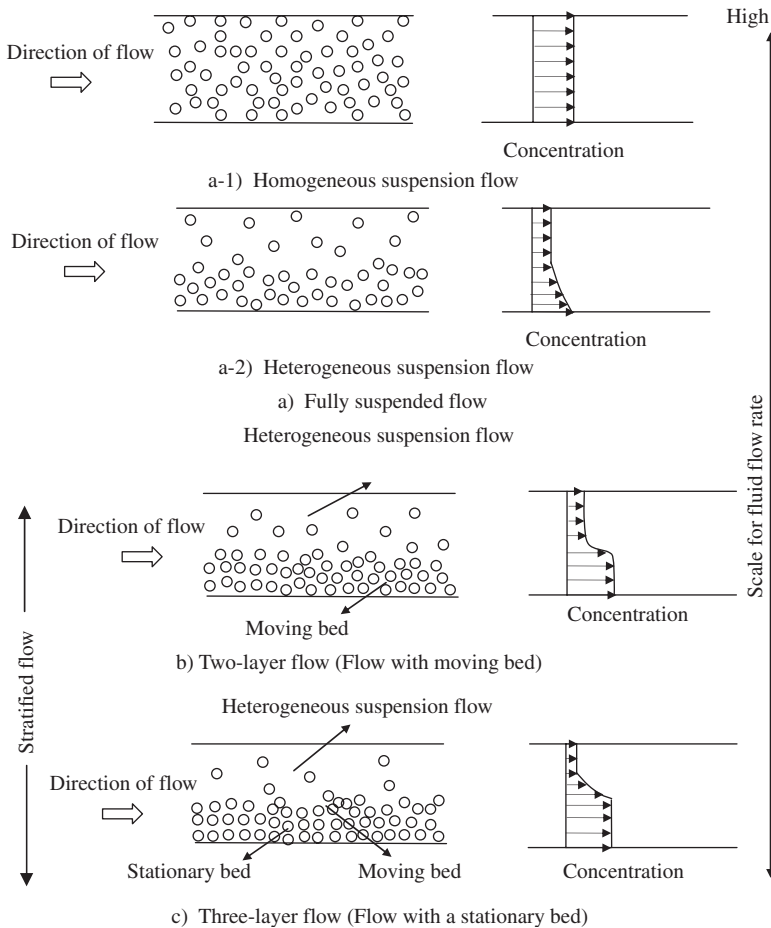 High
Direction of flow
Concentration
a-1) Homogeneous suspension flow
Direction of flow
Concentration
a-2) Heterogeneous suspension flow
a) Fully suspended flow
Heterogeneous suspension flow
Direction of flow
Concentration
Moving bed
b) Two-layer flow (Flow with moving bed)
Heterogeneous suspension flow
Direction of flow
Stationary bed
Moving bed
Concentration
c) Three-layer flow (Flow with a stationary bed)
Stratified flow
Scale for fluid flow rate